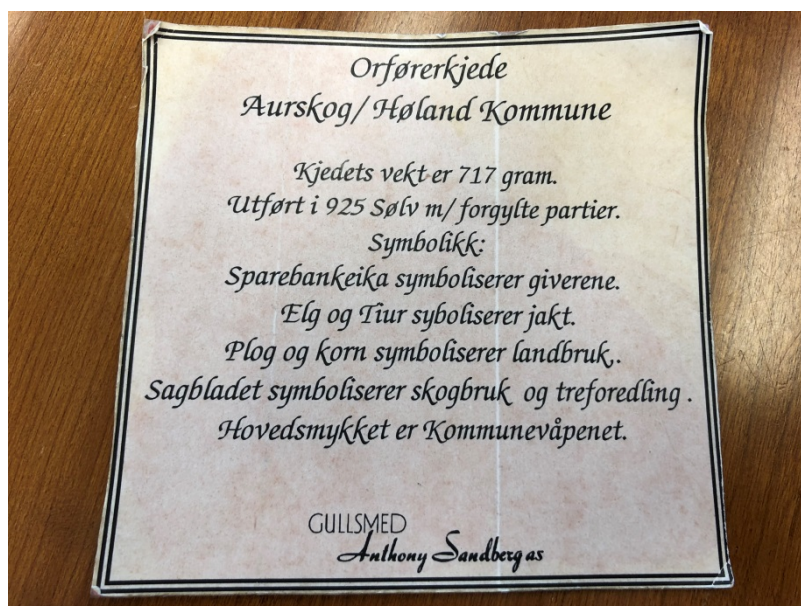 Orførerkjede
Aurskog/Høland Kommune
Kjedets vekt er 717 gram.
Utført i 925 Sølv m/ forgylte partier.
Symbolikk:
Sparebankeika symboliserer giverene.
Elg og Tiur syboliserer jakt.
Plog og korn symboliserer landbruk,.
Sagbladet symboliserer skogbruk og treforedling .
Hovedsmykket er Kommunevåpenet.
GULLSMED
Anthony Sandberg as